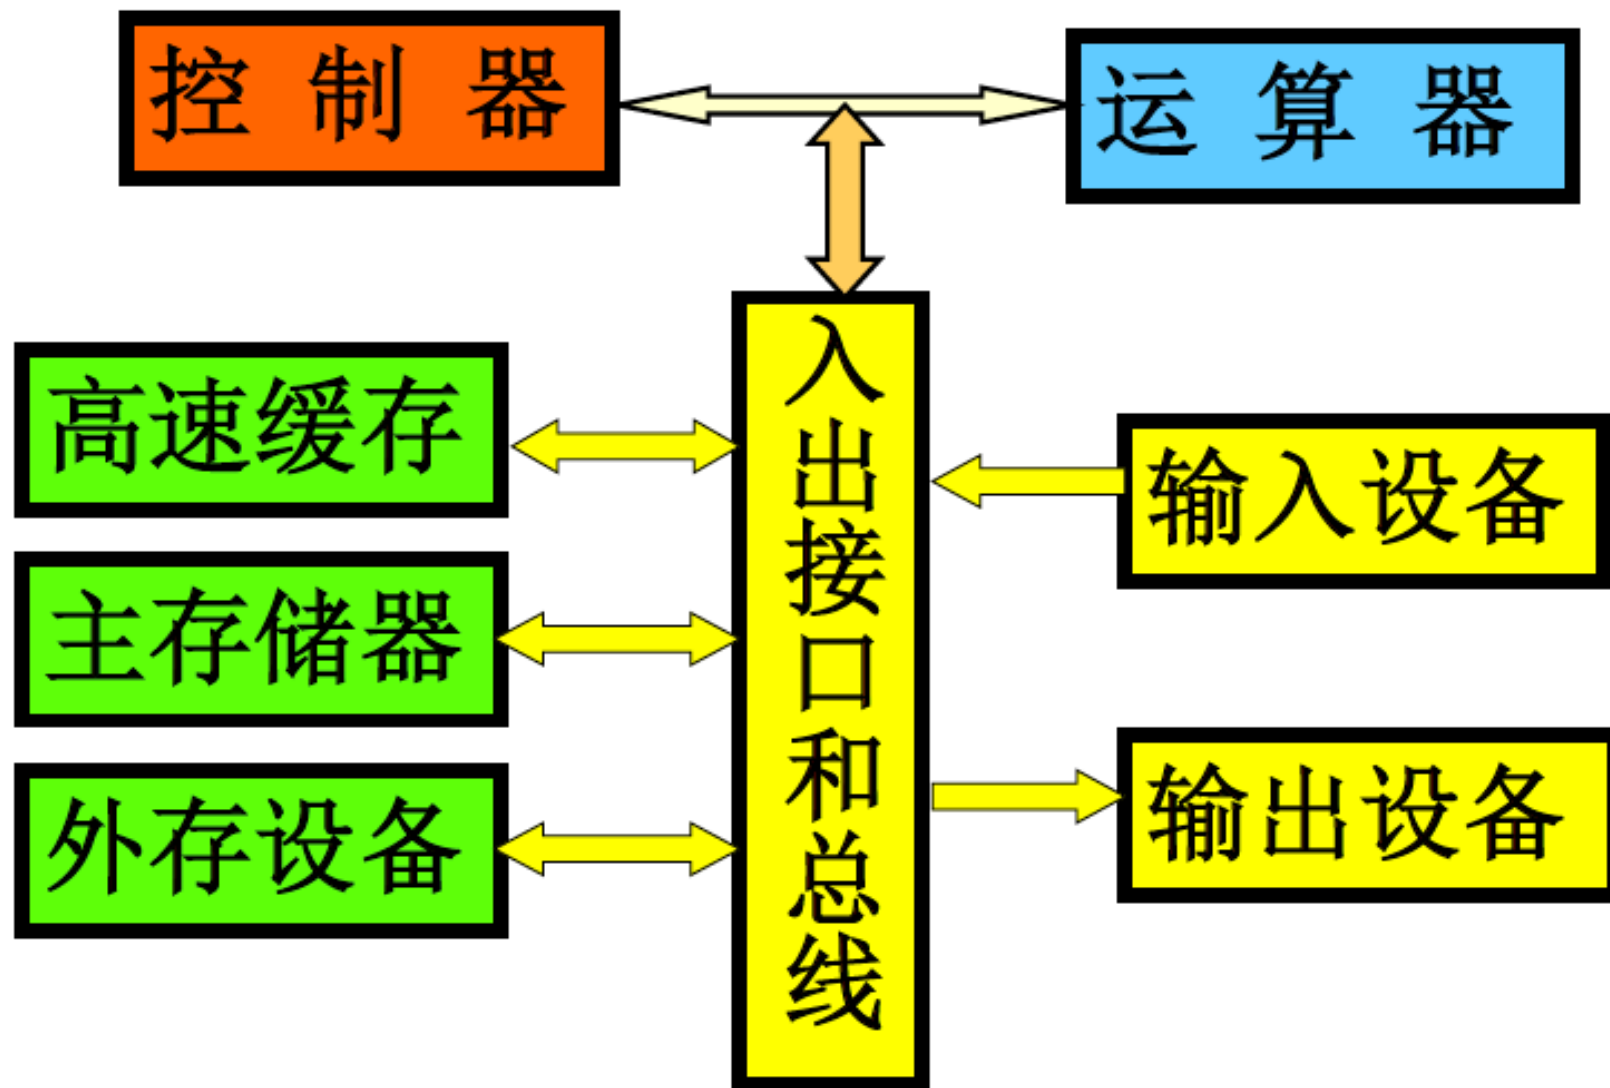 控 制 器
运 算 器
高速缓存
主存储器
外存设备
入出接口和总线
输入设备
输出设备